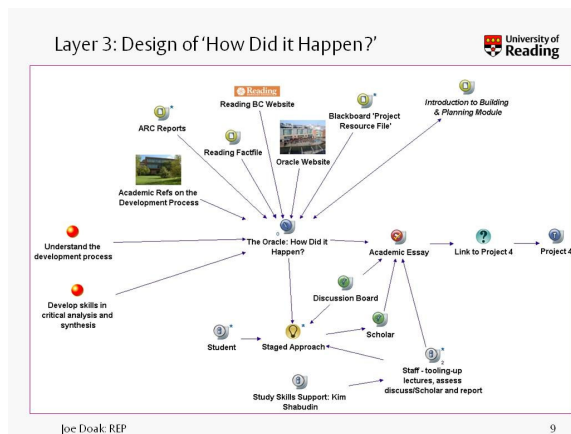 Layer 3: Design of 'How Did it Happen?'
University of
Reading
Reading
Reading BC Website
Introduction to Building
& Planning Module
ARC Reports
Blackboard 'Project
Resource File'
Reading Factfile
Oracle Website
Academic Refs on the
Development Process
Understand the
development process
The Oracle: How Did it
Happen?
Academic Essay
Link to Project 4
Project 4
Develop skills in
critical analysis and
synthesis
Discussion Board
Student
Staged Approach
Scholar
2
Staff - tooling-up
lectures, assess
discuss/Scholar and report
Study Skills Support: Kim
Shabudin
Joe Doak: REP
9